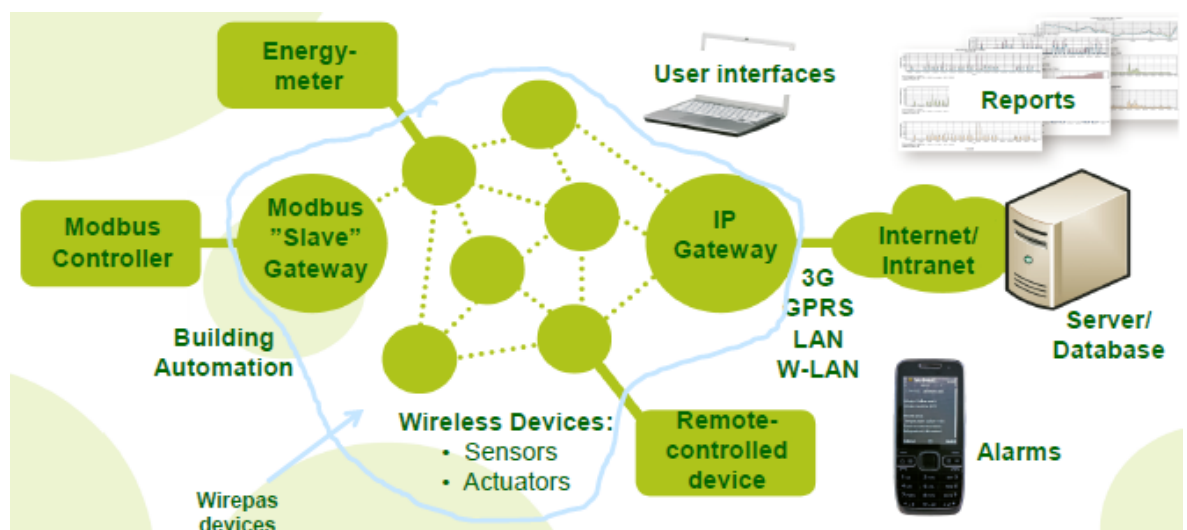 Energy-
meter
User interfaces
Reports
Modbus
Controller
Modbus
”Slave”
Gateway
IP
Gateway
Internet/
Intranet
3G
GPRS
LAN
W-LAN
Server/
Database
Building
Automation
Wireless Devices:
• Sensors
• Actuators
Remote-
controlled
device
Alarms
Wirepas
devices